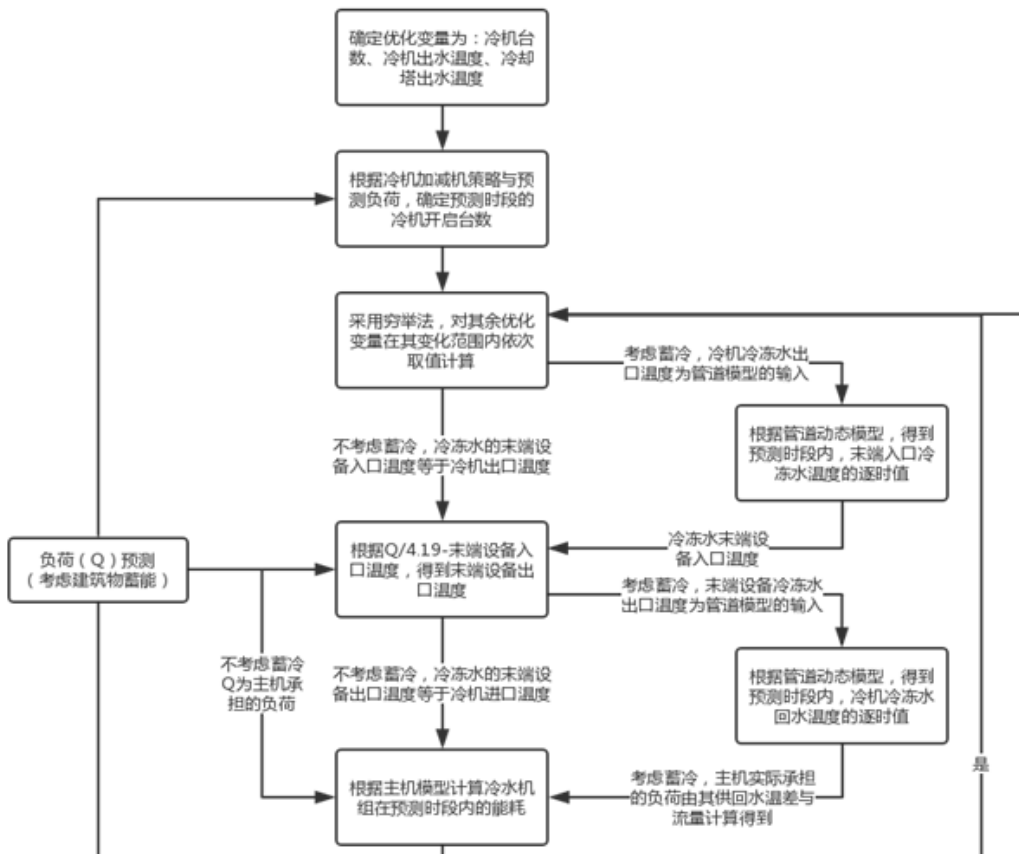 确定优化变量为：冷机台
数、冷机出水温度、冷却
塔出水温度
根据冷机加减机策略与预
测负荷，确定预测时段的
冷机开启台数
采用穷举法，对其余优化
变量在其变化范围内依次
取值计算
考虑蓄冷，冷机冷冻水出
口温度为管道模型的输入
不考虑蓄冷，冷冻水的末端设
备入口温度等于冷机出口温度
根据管道动态模型，得到
预测时段内，末端入口冷
冻水温度的逐时值
负荷（Q）预测
（考虑建筑物蓄能）
根据Q/4.19-末端设备入
口温度，得到末端设备出
口温度
冷冻水末端设
备入口温度
考虑蓄冷，末端设备冷冻水
出口温度为管道模型的输入
不考虑蓄冷
Q为主机承
担的负荷
不考虑蓄冷，冷冻水的末端设
备出口温度等于冷机进口温度
根据管道动态模型，得到
预测时段内，冷机冷冻水
回水温度的逐时值
根据主机模型计算冷水机
组在预测时段内的能耗
考虑蓄冷，主机实际承担
的负荷由其供回水温差与
流量计算得到
是